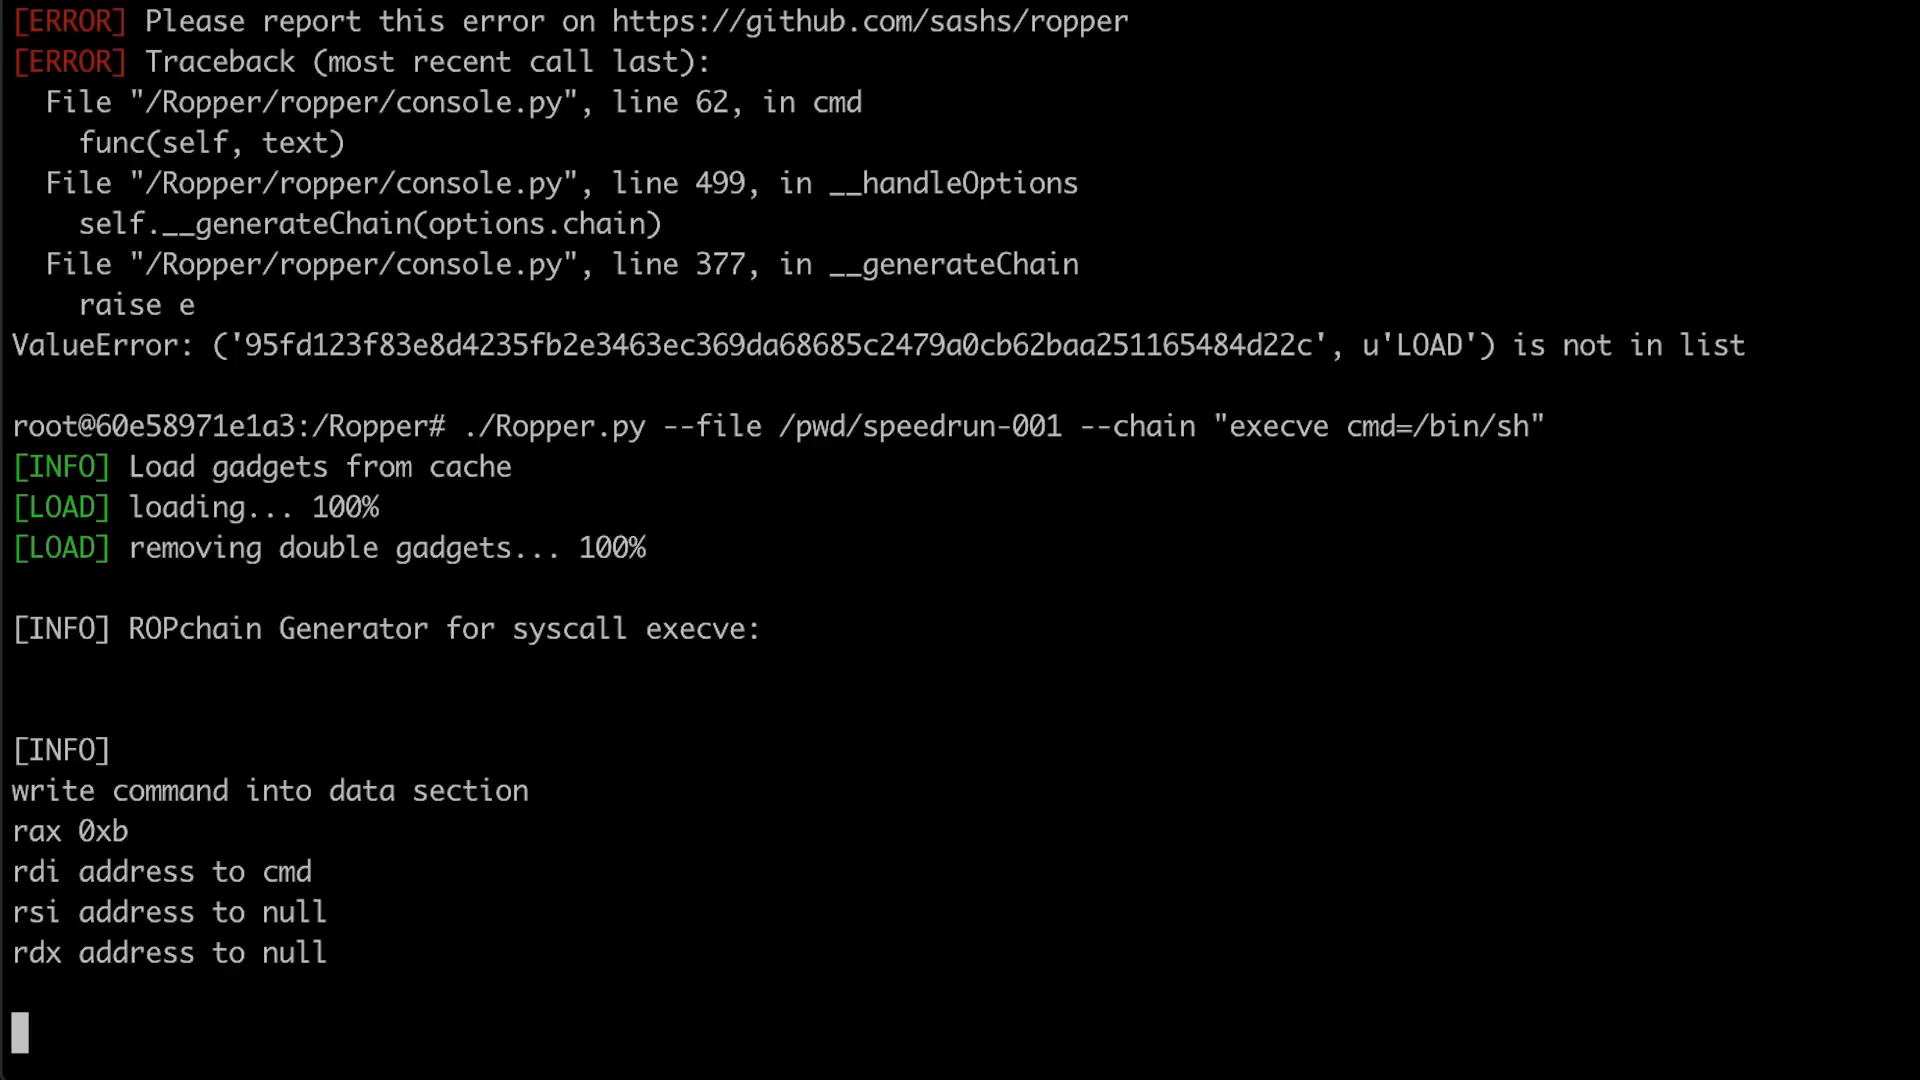 [ERROR] Please report this error on https://github.com/sashs/ropper
[ERROR] Traceback (most recent call last):
  File "/Ropper/ropper/console.py", line 62, in cmd
    func(self, text)
  File "/Ropper/ropper/console.py", line 499, in __handleOptions
    self.__generateChain(options.chain)
  File "/Ropper/ropper/console.py", line 377, in __generateChain
    raise e
ValueError: ('95fd123f83e8d4235fb2e3463ec369da68685c2479a0cb62baa251165484d22c', u'LOAD') is not in list
root@60e58971e1a3:/Ropper# ./Ropper.py --file /pwd/speedrun-001 --chain "execve cmd=/bin/sh"
[INFO] Load gadgets from cache
[LOAD] loading... 100%
[LOAD] removing double gadgets... 100%
[INFO] ROPchain Generator for syscall execve:
[INFO]
write command into data section
rax 0xb
rdi address to cmd
rsi address to null
rdx address to null